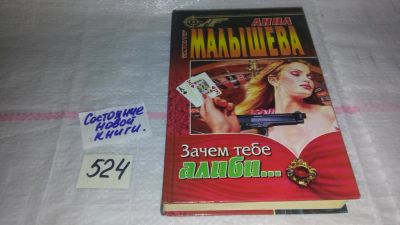 АННА
МАЛЫШЕВА
Зачем тебе
алиби...
Состояние
новой
книги.
524